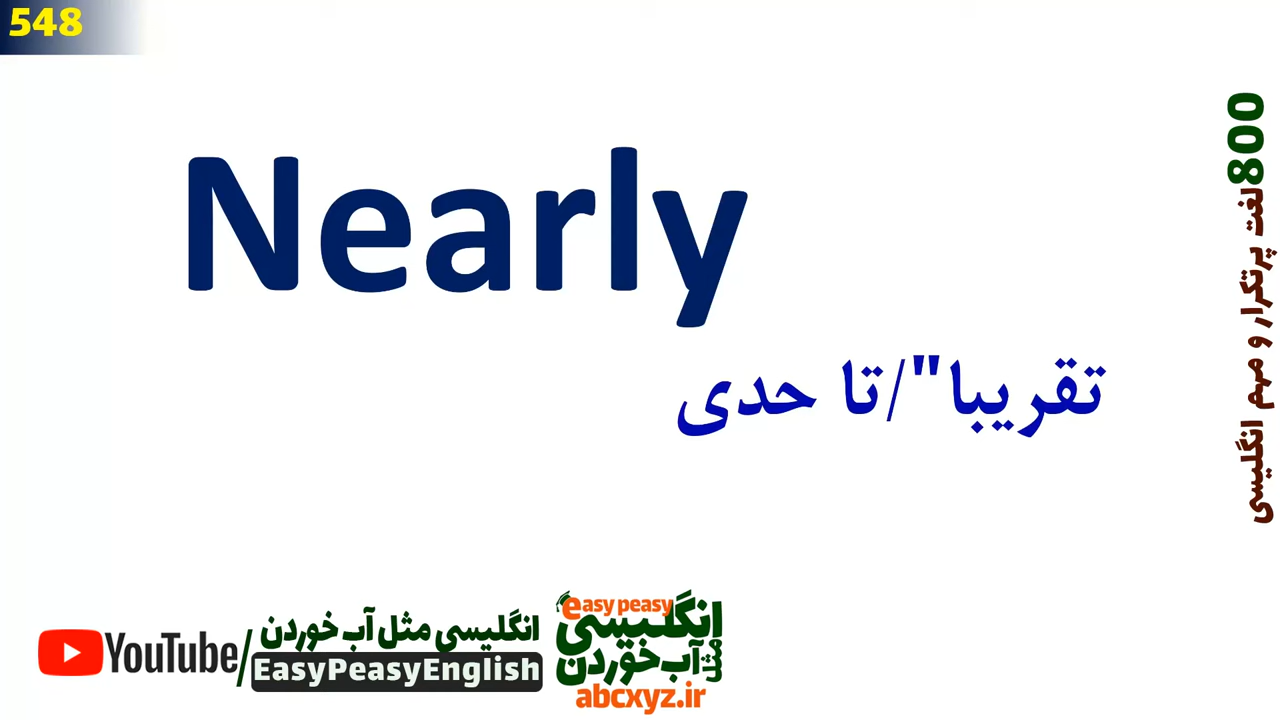 548
Nearly
تقریبا"/تا حدی
800 لغت پرتکرار و مهم انگلیسی
YouTube/انگلیسی مثل آب خوردن
EasyPeasyEnglish
easy peasy
انگلیسی
مثل
آب خوردن
abcxyz.ir